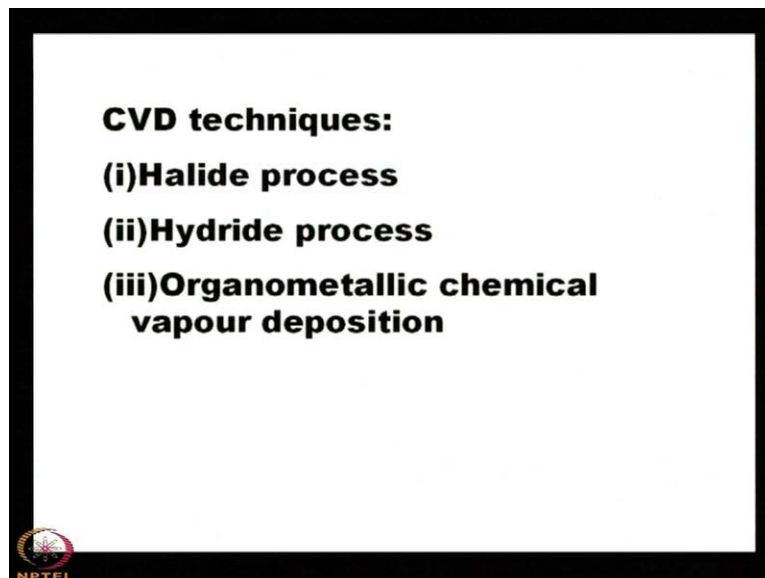 CVD techniques:
(i)Halide process
(ii)Hydride process
(iii)Organometallic chemical
vapour deposition
NPTEL